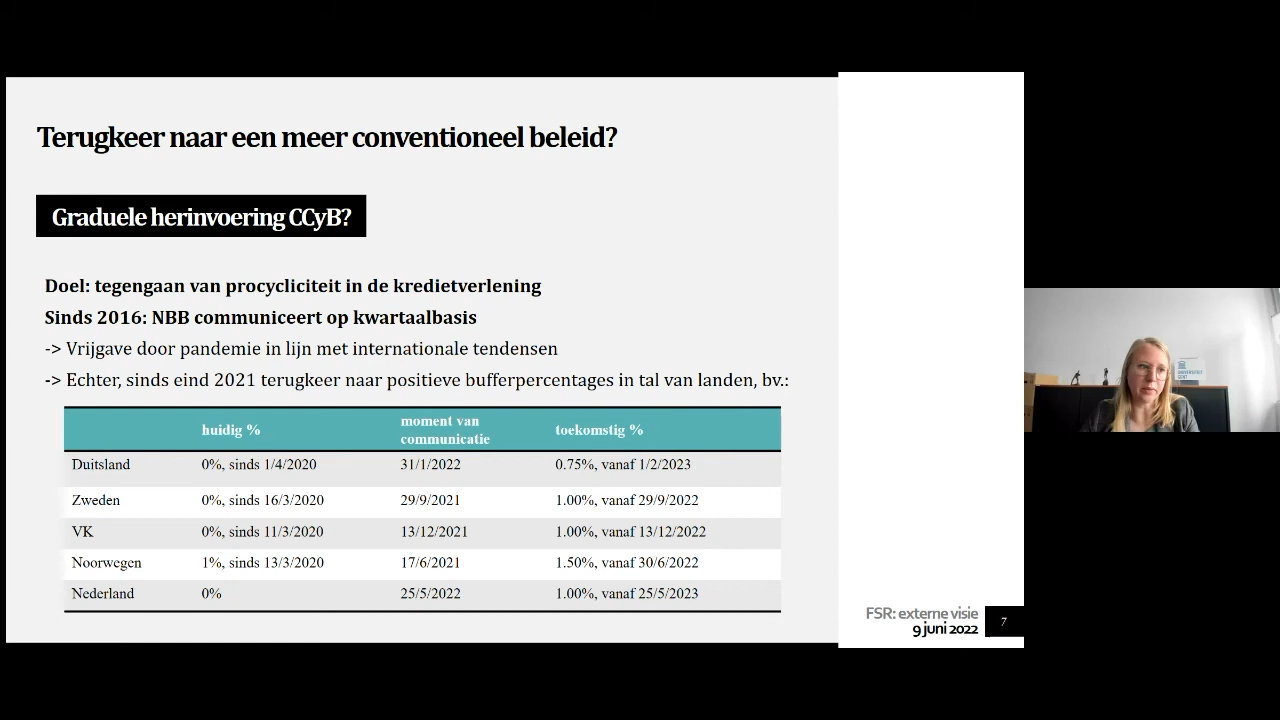 Terugkeer naar een meer conventioneel beleid?
Graduele herinvoering CCyB?
Doel: tegengaan van procycliciteit in de kredietverlening
Sinds 2016: NBB communiceert op kwartaalbasis
-> Vrijgave door pandemie in lijn met internationale tendensen
-> Echter, sinds eind 2021 terugkeer naar positieve bufferpercentages in tal van landen, bv.:
huidig % moment van communicatie toekomstig %
Duitsland 0%, sinds 1/4/2020 31/1/2022 0.75%, vanaf 1/2/2023
Zweden 0%, sinds 16/3/2020 29/9/2021 1.00%, vanaf 29/9/2022
VK 0%, sinds 11/3/2020 13/12/2021 1.00%, vanaf 13/12/2022
Noorwegen 1%, sinds 13/3/2020 17/6/2021 1.50%, vanaf 30/6/2022
Nederland 0% 25/5/2022 1.00%, vanaf 25/5/2023
FSR: externe visie
9 juni 2022
7
UNIVERSITEIT
GENT